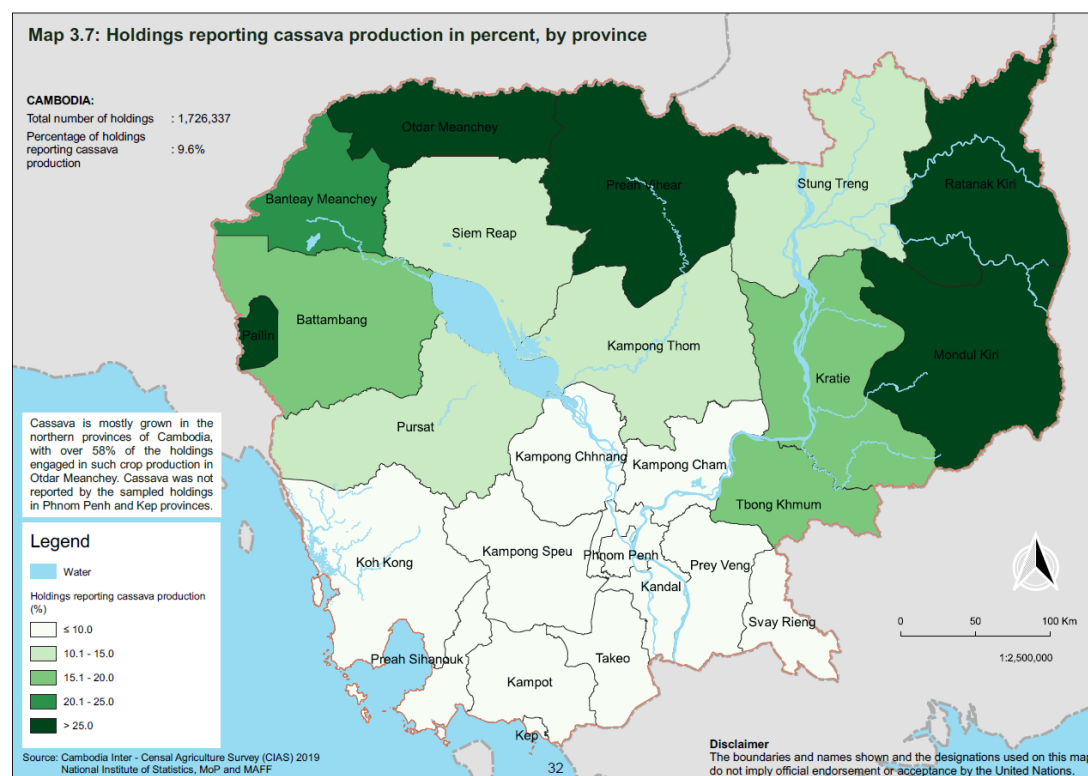 Map 3.7: Holdings reporting cassava production in percent, by province
CAMBODIA:
Total number of holdings : 1,726,337
Percentage of holdings
reporting cassava : 9.6%
production
Otdar Meanchey
Preah Vihear
Stung Treng
Ratanak Kiri
Banteay Meanchey
Siem Reap
Battambang
Pailin
Kampong Thom
Kratie
Mondul Kiri
Pursat
Kampong Chhnang
Kampong Cham
Tbong Khmum
Koh Kong
Kampong Speu
Phnom Penh
Prey Veng
Kandal
Svay Rieng
Preah Sihanouk
Takeo
Kampot
Kep
Cassava is mostly grown in the
northern provinces of Cambodia,
with over 58% of the holdings
engaged in such crop production in
Otdar Meanchey. Cassava was not
reported by the sampled holdings
in Phnom Penh and Kep provinces.
Legend
Water
Holdings reporting cassava production
(%)
≤ 10.0
10.1 - 15.0
15.1 - 20.0
20.1 - 25.0
> 25.0
0 50 100 Km
1:2,500,000
Source: Cambodia Inter - Censal Agriculture Survey (CIAS) 2019
National Institute of Statistics, MoP and MAFF
32
Disclaimer
The boundaries and names shown and the designations used on this map
do not imply official endorsement or acceptance by the United Nations.